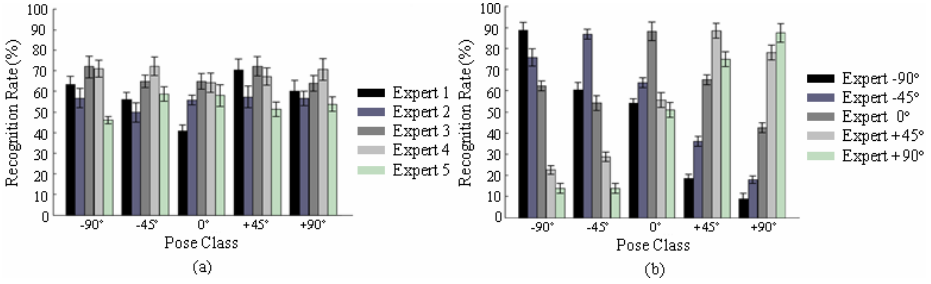 100
90
80
70
60
50
40
30
20
10
0
Recognition Rate (%)
-90° -45° 0° +45° +90°
Pose Class
(a)
Expert 1
Expert 2
Expert 3
Expert 4
Expert 5
100
90
80
70
60
50
40
30
20
10
0
Recognition Rate (%)
-90° -45° 0° +45° +90°
Pose Class
(b)
Expert -90°
Expert -45°
Expert 0°
Expert +45°
Expert +90°